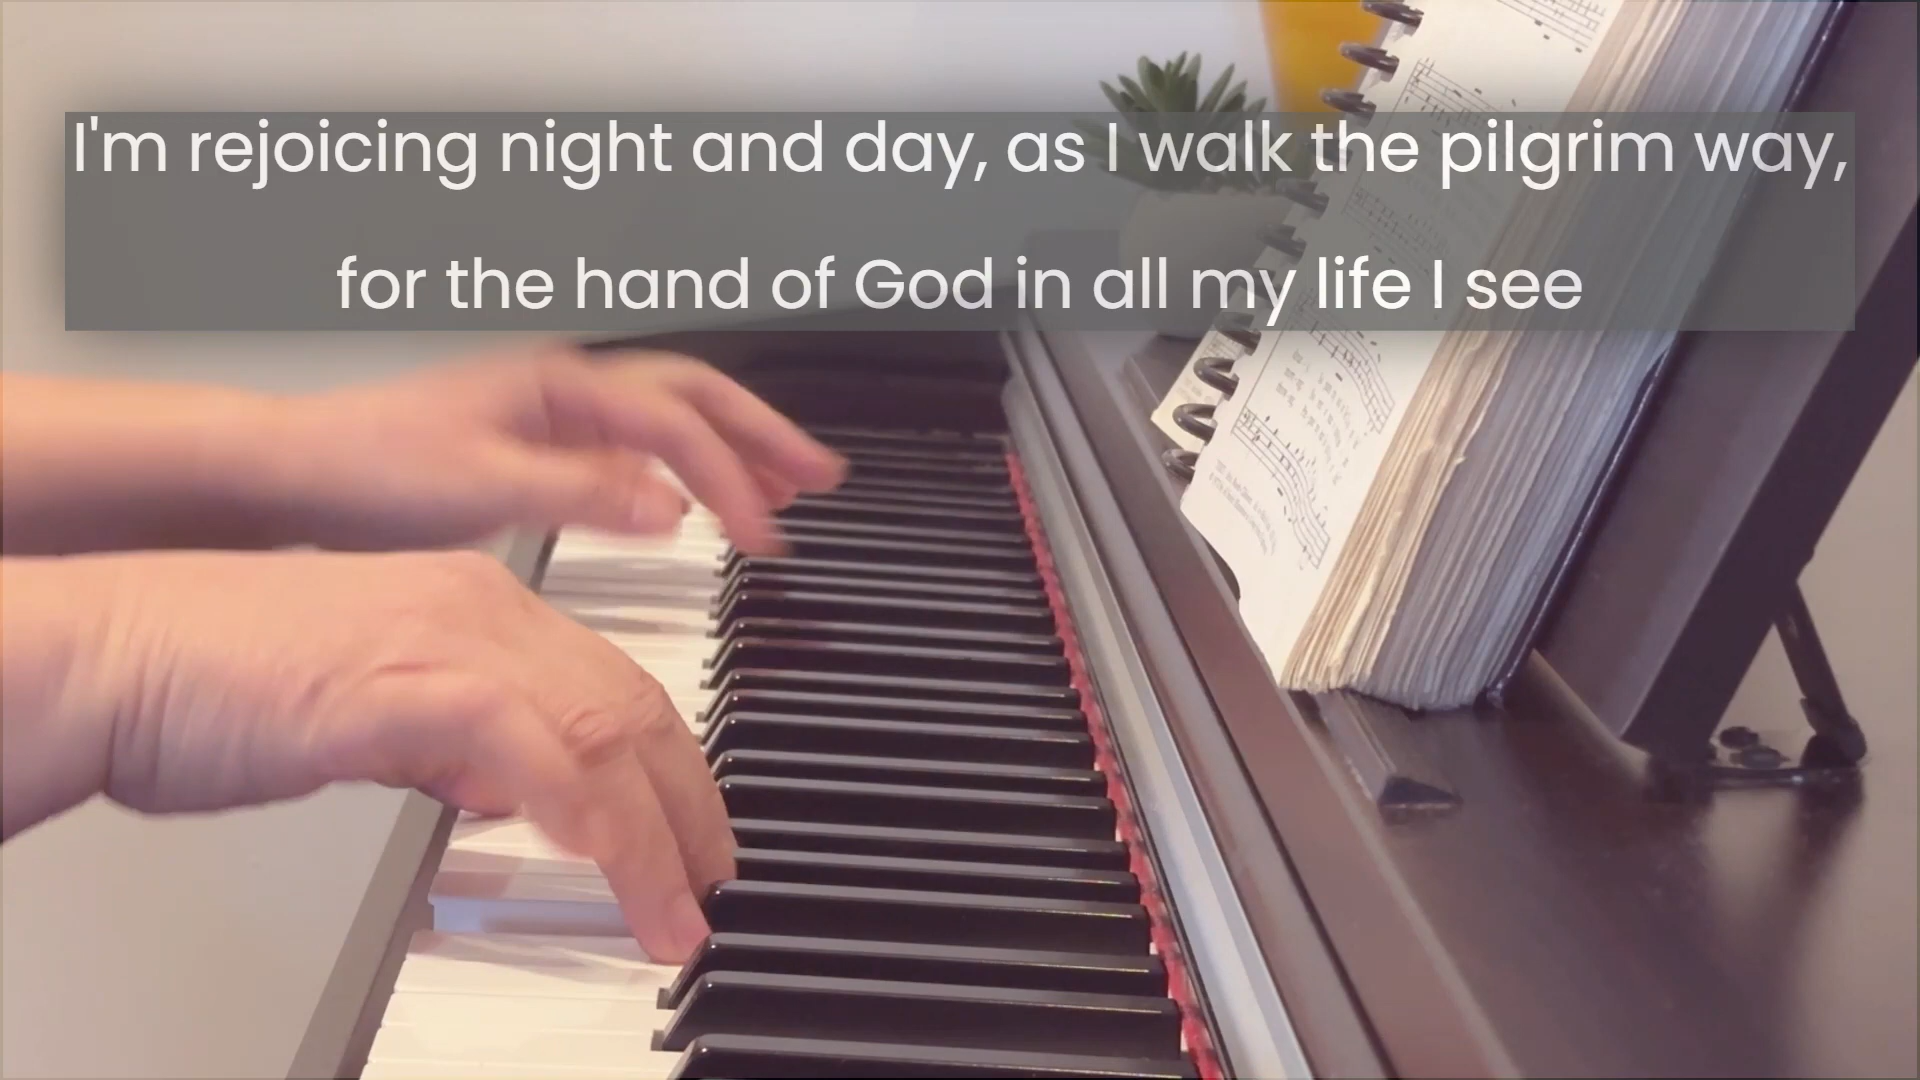 I'm rejoicing night and day, as I walk the pilgrim way,
for the hand of God in all my life I see